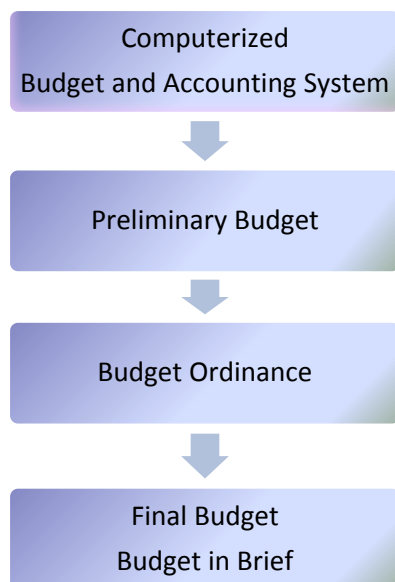 Computerized
Budget and Accounting System
Preliminary Budget
Budget Ordinance
Final Budget
Budget in Brief